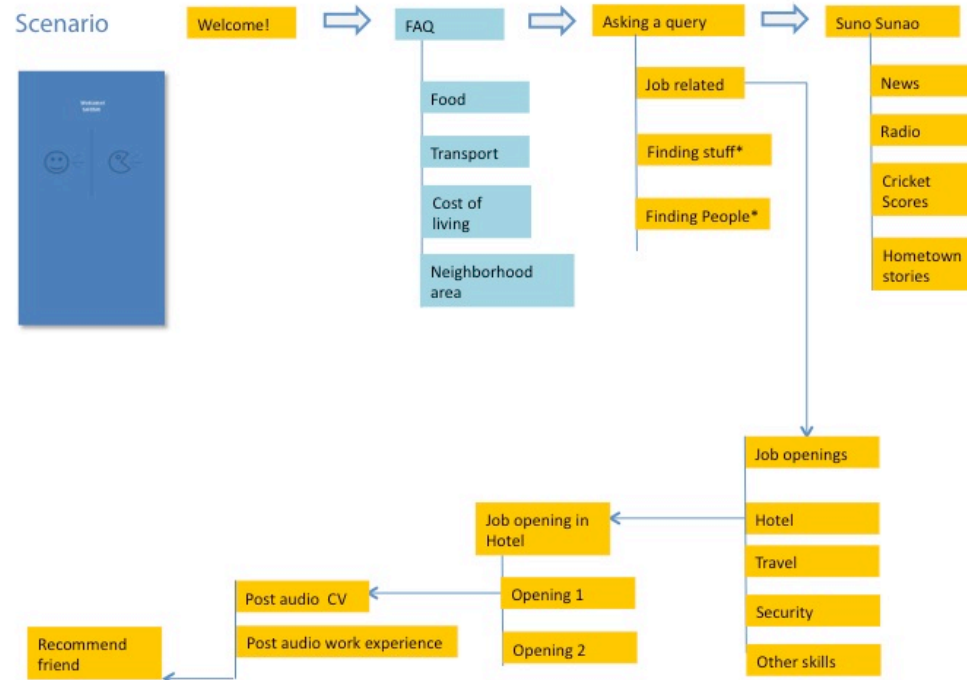 Scenario
Welcome!
FAQ
Food
Transport
Cost of
living
Neighborhood
area
Asking a query
Job related
Finding stuff*
Finding People*
Suno Sunao
News
Radio
Cricket
Scores
Hometown
stories
Job openings
Hotel
Travel
Security
Other skills
Job opening in
Hotel
Opening 1
Opening 2
Post audio CV
Post audio work experience
Recommend
friend